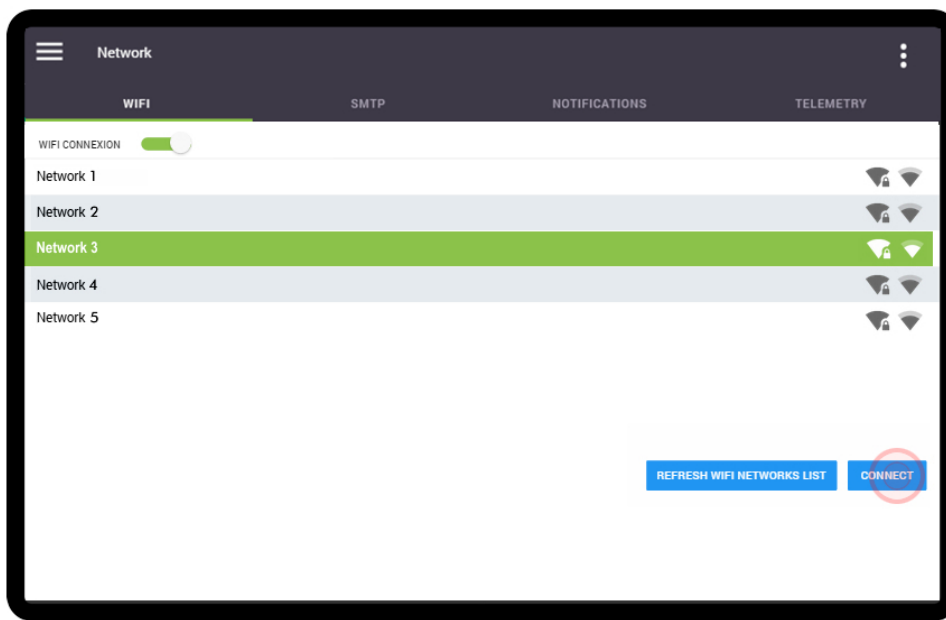 Network
WIFI SMTP NOTIFICATIONS TELEMETRY
WIFI CONNEXION
Network 1
Network 2
Network 3
Network 4
Network 5
REFRESH WIFI NETWORKS LIST CONNECT